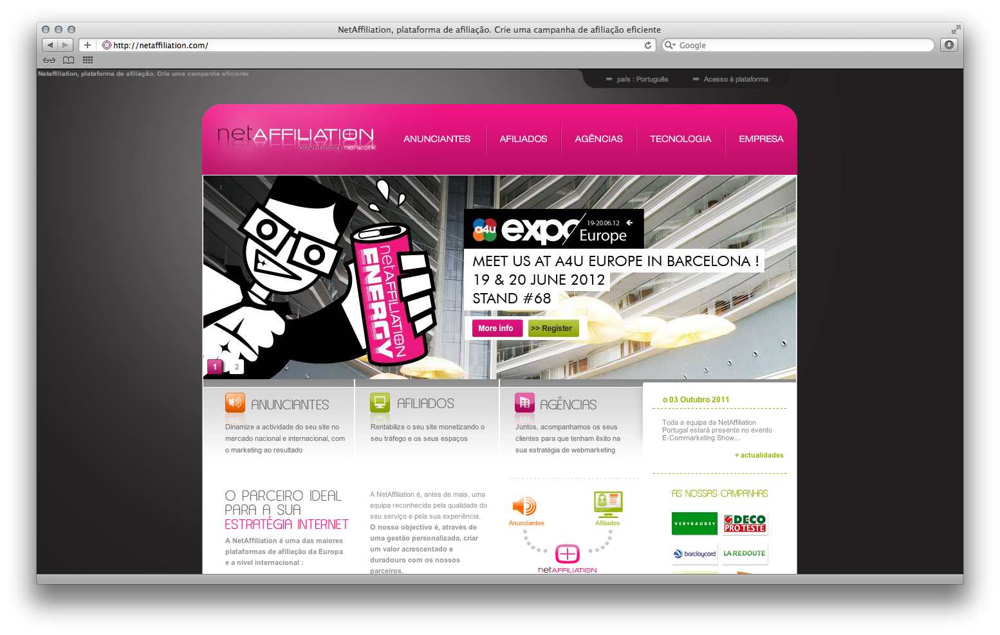 NetAffiliation, plataforma de afiliação. Crie uma campanha de afiliação eficiente
http://netaffiliation.com/
Google
Netaffiliation, plataforma de afiliação. Crie uma campanha eficiente
país : Português
Acesso à plataforma
netAFFILIATION
advertising network
ANUNCIANTES
AFILIADOS
AGÊNCIAS
TECNOLOGIA
EMPRESA
netAFFILIATION
ENERGY
a4u expo
19-20.06.12
Europe
MEET US AT A4U EUROPE IN BARCELONA !
19 & 20 JUNE 2012
STAND #68
More info
>> Register
1
2
ANUNCIANTES
Dinamize a actividade do seu site no
mercado nacional e internacional, com
o marketing ao resultado
AFILIADOS
Rentabilize o seu site monetizando o
seu tráfego e os seus espaços
AGÊNCIAS
Juntos, acompanhamos os seus
clientes para que tenham êxito na
sua estratégia de webmarketing
o 03 Outubro 2011
Toda a equipa da NetAffiliation
Portugal estará presente no evento
E-Commarketing Show...
+ actualidades
O PARCEIRO IDEAL
PARA A SUA
ESTRATÉGIA INTERNET
A NetAffiliation é uma das maiores
plataformas de afiliação da Europa
e a nível internacional :
A NetAffiliation é, antes de mais, uma
equipa reconhecida pela qualidade do
seu serviço e pela sua experiência.
O nosso objectivo é, através de
uma gestão personalizada, criar
um valor acrescentado e
duradouro com os nossos
parceiros.
Anunciantes
Afiliados
netAFFILIATION
AS NOSSAS CAMPANHAS
VERTBAUDET
DECO
PROTESTE
barclaycard
LA REDOUTE